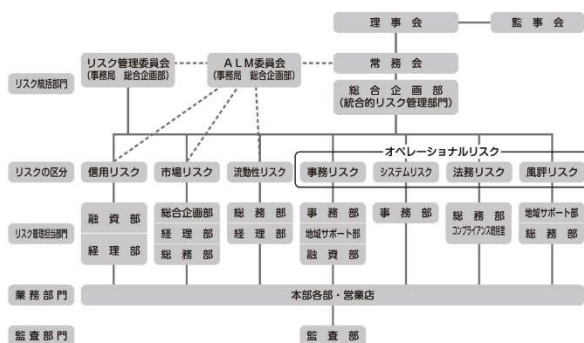 理事会
監事会
リスク管理委員会
(事務局 総合企画部)
ALM委員会
(事務局 総合企画部)
常務会
リスク統括部門
総合企画部
(統合的リスク管理部門)
オペレーショナルリスク
リスクの区分
信用リスク
市場リスク
流動性リスク
事務リスク
システムリスク
法務リスク
風評リスク
リスク管理担当部門
融資部
経理部
総合企画部
経理部
総務部
総務部
経理部
事務部
地域サポート部
融資部
事務部
総務部
コンプライアンス統括室
地域サポート部
総務部
業務部門
本部各部・営業店
監査部門
監査部